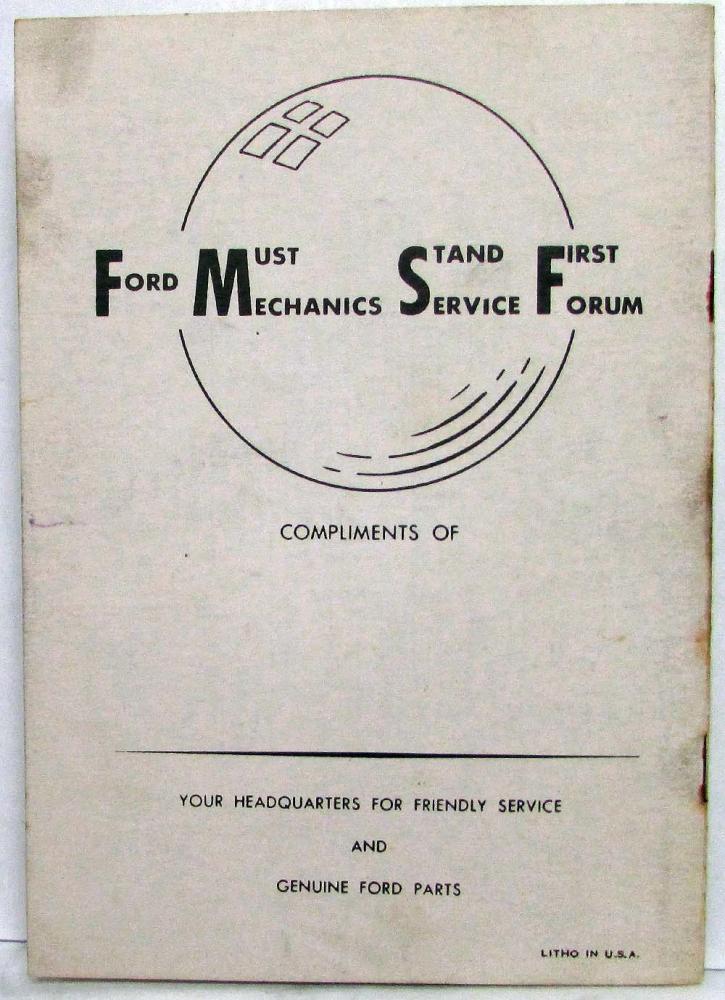 FORD MUST STAND FIRST
MECHANICS SERVICE FORUM
COMPLIMENTS OF
YOUR HEADQUARTERS FOR FRIENDLY SERVICE
AND
GENUINE FORD PARTS
LITHO IN U.S.A.